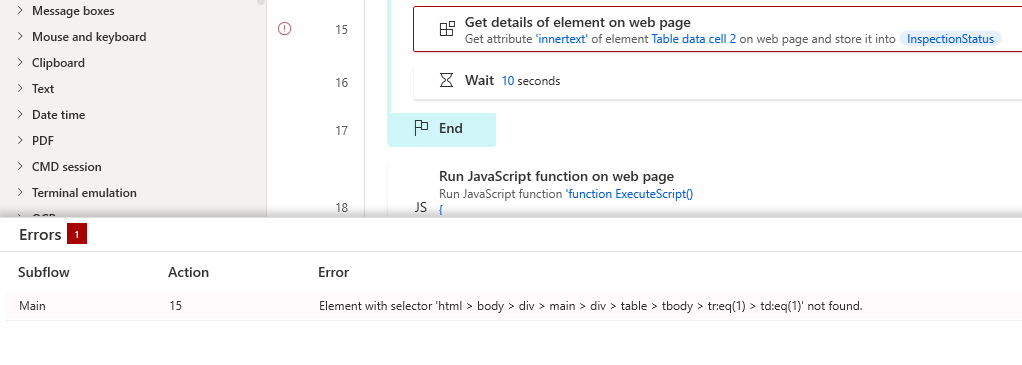 Message boxes
Mouse and keyboard
Clipboard
Text
Date time
PDF
CMD session
Terminal emulation
15
Get details of element on web page
Get attribute 'innertext' of element Table data cell 2 on web page and store it into InspectionStatus
16
Wait 10 seconds
17
End
18
JS
Run JavaScript function on web page
Run JavaScript function 'function ExecuteScript()
{
Errors 1
Subflow Action Error
Main 15 Element with selector 'html > body > div > main > div > table > tbody > tr:eq(1) > td:eq(1)' not found.